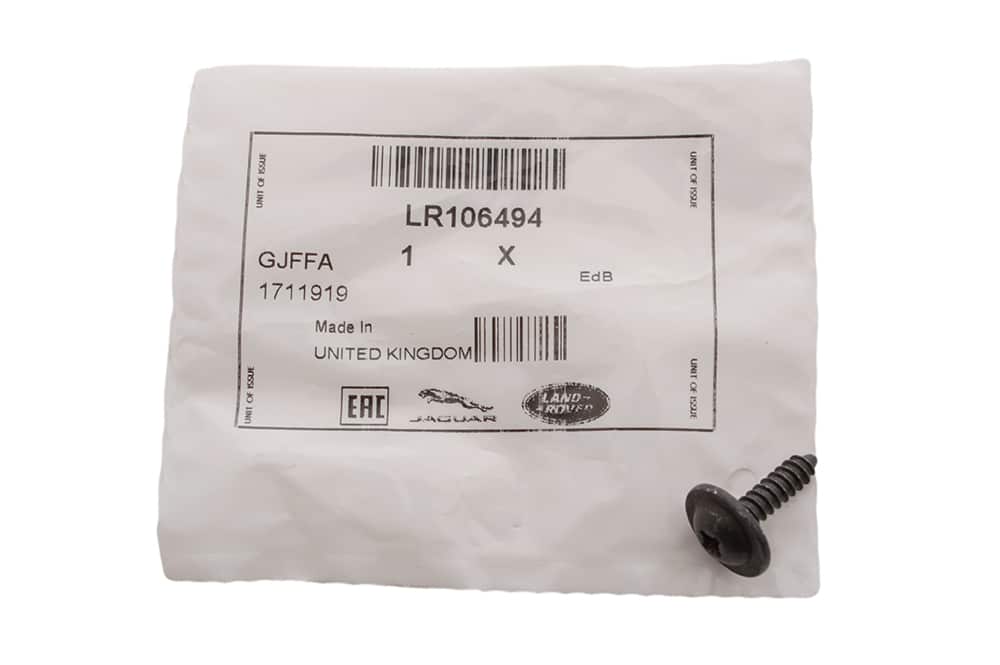 UNIT OF ISSUE
UNIT OF ISSUE
LR106494
1 X
GJFFA
EdB
1711919
Made In
UNITED KINGDOM
UNIT OF ISSUE
UNIT OF ISSUE
EAC
JAGUAR
LAND-
ROVER